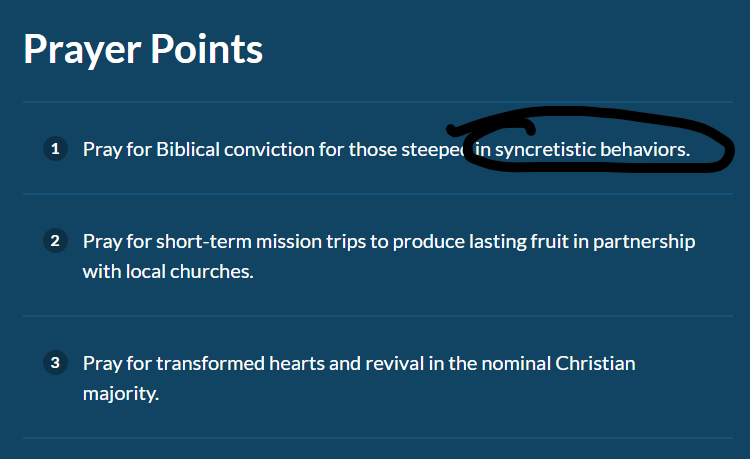 Prayer Points
1 Pray for Biblical conviction for those steeped in syncretistic behaviors.
2 Pray for short-term mission trips to produce lasting fruit in partnership
with local churches.
3 Pray for transformed hearts and revival in the nominal Christian
majority.